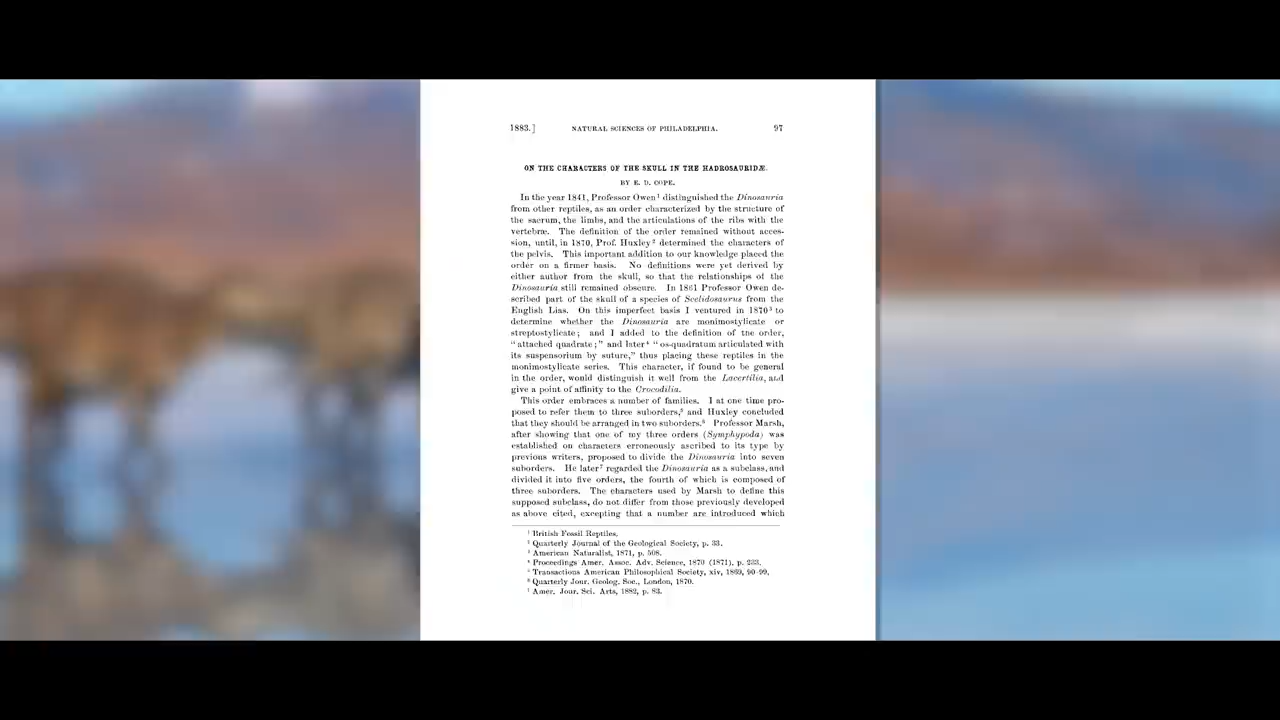 1883.] NATURAL SCIENCES OF PHILADELPHIA. 97
ON THE CHARACTERS OF THE SKULL IN THE HADROSAURIDÆ.
BY E. D. COPE.
In the year 1841, Professor Owen¹ distinguished the Dinosauria
from other reptiles, as an order characterized by the structure of
the sacrum, the limbs, and the articulations of the ribs with the
vertebræ. The definition of the order remained without acces-
sion, until, in 1870, Prof. Huxley² determined the characters of
the pelvis. This important addition to our knowledge placed the
order on a firmer basis. No definitions were yet derived by
either author from the skull, so that the relationships of the
Dinosauria still remained obscure. In 1861 Professor Owen de-
scribed part of the skull of a species of Scelidosaurus from the
English Lias. On this imperfect basis I ventured in 1870³ to
determine whether the Dinosauria are monimostylicate or
streptostylicate; and I added to the definition of the order,
“attached quadrate;” and later⁴ “os-quadratum articulated with
its suspensorium by suture,” thus placing these reptiles in the
monimostylicate series. This character, if found to be general
in the order, would distinguish it well from the Lacertilia, and
give a point of affinity to the Crocodilia.
This order embraces a number of families. I at one time pro-
posed to refer them to three suborders,⁵ and Huxley concluded
that they should be arranged in two suborders.⁶ Professor Marsh,
after showing that one of my three orders (Symphypoda) was
established on characters erroneously ascribed to its type by
previous writers, proposed to divide the Dinosauria into seven
suborders. He later⁷ regarded the Dinosauria as a subclass, and
divided it into five orders, the fourth of which is composed of
three suborders. The characters used by Marsh to define this
supposed subclass, do not differ from those previously developed
as above cited, excepting that a number are introduced which
¹ British Fossil Reptiles.
² Quarterly Journal of the Geological Society, p. 33.
³ American Naturalist, 1871, p. 508.
⁴ Proceedings Amer. Assoc. Adv. Science, 1870 (1871), p. 233.
⁵ Transactions American Philosophical Society, xiv, 1869, 90-99.
⁶ Quarterly Jour. Geolog. Soc., London, 1870.
⁷ Amer. Jour. Sci. Arts, 1882, p. 83.